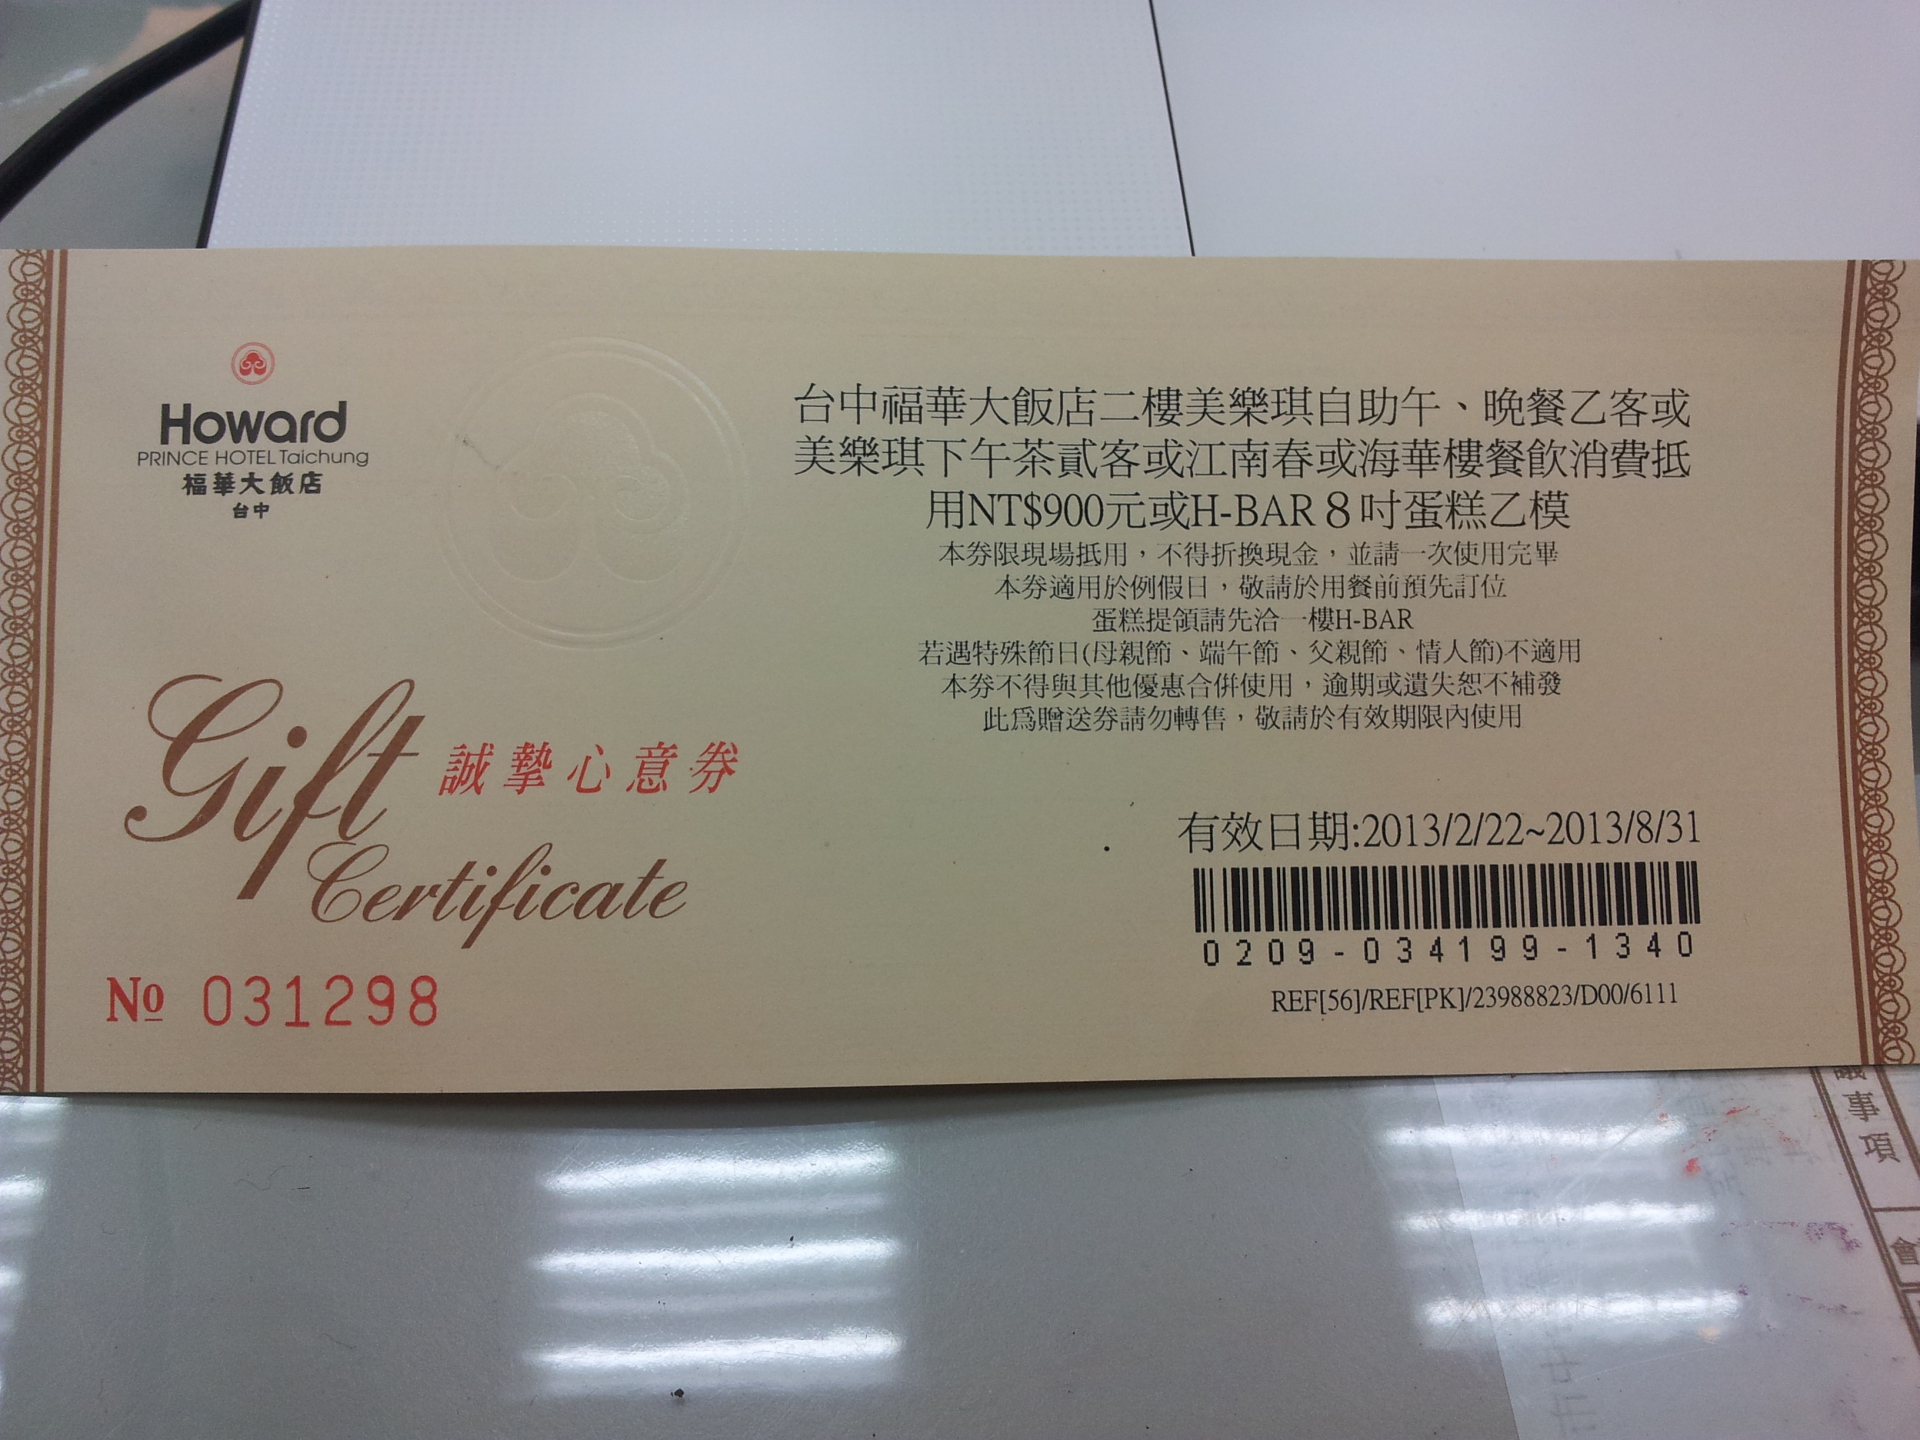 Howard
PRINCE HOTEL Taichung
福華大飯店
台中
台中福華大飯店二樓美樂琪自助午、晚餐乙客或
美樂琪下午茶貳客或江南春或海華樓餐飲消費抵
用NT$900元或H-BAR 8吋蛋糕乙模
本券限現場抵用，不得折換現金，並請一次使用完畢
本券適用於例假日，敬請於用餐前預先訂位
蛋糕提領請先洽一樓H-BAR
若遇特殊節日(母親節、端午節、父親節、情人節)不適用
本券不得與其他優惠合併使用，逾期或遺失恕不補發
此為贈送券請勿轉售，敬請於有效期限內使用
Gift 誠摯心意券
Certificate
有效日期:2013/2/22~2013/8/31
0209-034199-1340
№ 031298
REF[56]/REF[PK]/23988823/D00/6111
議事項
會